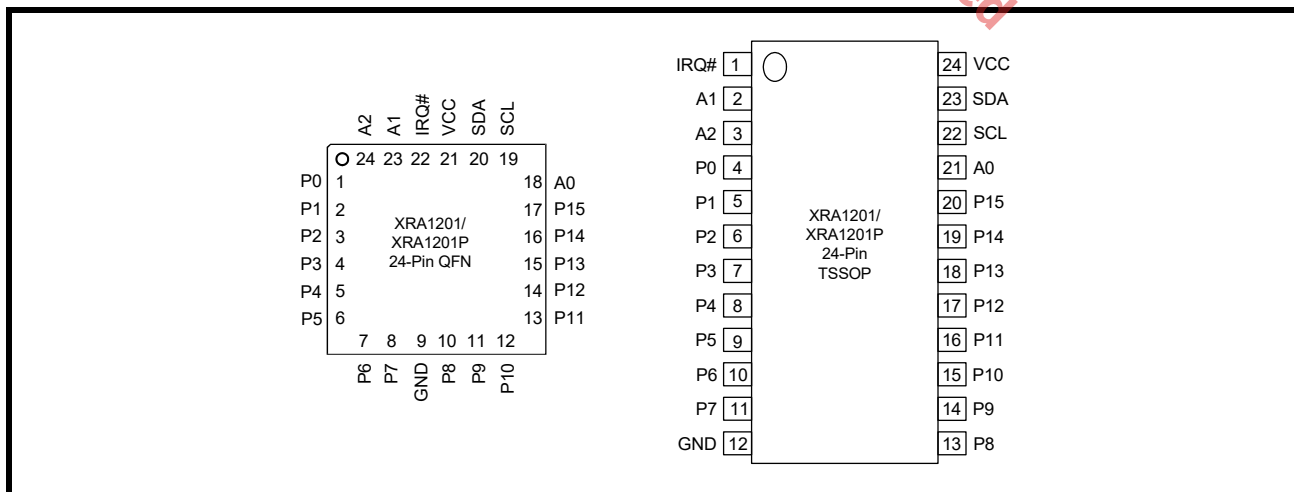 A2 A1 IRQ# VCC SDA SCL
24 23 22 21 20 19
P0 1 18 A0
P1 2 17 P15
P2 3 16 P14
P3 4 15 P13
P4 5 14 P12
P5 6 13 P11
XRA1201/
XRA1201P
24-Pin QFN
7 8 9 10 11 12
P6 P7 GND P8 P9 P10
IRQ# 1 24 VCC
A1 2 23 SDA
A2 3 22 SCL
P0 4 21 A0
P1 5 20 P15
P2 6 19 P14
P3 7 18 P13
P4 8 17 P12
P5 9 16 P11
P6 10 15 P10
P7 11 14 P9
GND 12 13 P8
XRA1201/
XRA1201P
24-Pin
TSSOP